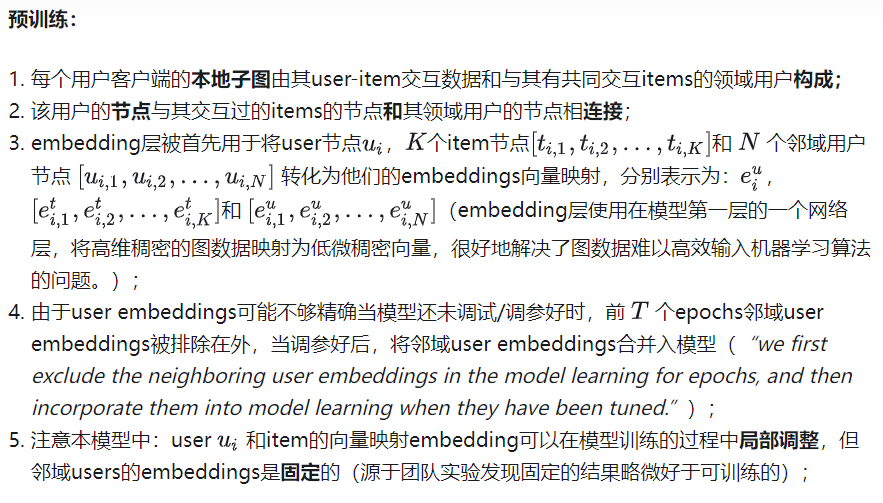 预训练：
1. 每个用户客户端的本地子图由其user-item交互数据和与其有共同交互items的领域用户构成；
2. 该用户的节点与其交互过的items的节点和其领域用户的节点相连接；
3. embedding层被首先用于将user节点$u_i$，$K$个item节点$[t_{i,1}, t_{i,2}, \ldots, t_{i,K}]$和 $N$ 个邻域用户
节点 $[u_{i,1}, u_{i,2}, \ldots, u_{i,N}]$ 转化为他们的embeddings向量映射，分别表示为：$e_i^u$，
$[e_{i,1}^t, e_{i,2}^t, \ldots, e_{i,K}^t]$和 $[e_{i,1}^u, e_{i,2}^u, \ldots, e_{i,N}^u]$（embedding层使用在模型第一层的一个网络
层，将高维稠密的图数据映射为低微稠密向量，很好地解决了图数据难以高效输入机器学习算法
的问题。）；
4. 由于user embeddings可能不够精确当模型还未调试/调参好时，前 $T$ 个epochs邻域user
embeddings被排除在外，当调参好后，将邻域user embeddings合并入模型（ “we first
exclude the neighboring user embeddings in the model learning for epochs, and then
incorporate them into model learning when they have been tuned.” ）；
5. 注意本模型中：user $u_i$ 和item的向量映射embedding可以在模型训练的过程中局部调整，但
邻域users的embeddings是固定的（源于团队实验发现固定的结果略微好于可训练的）；